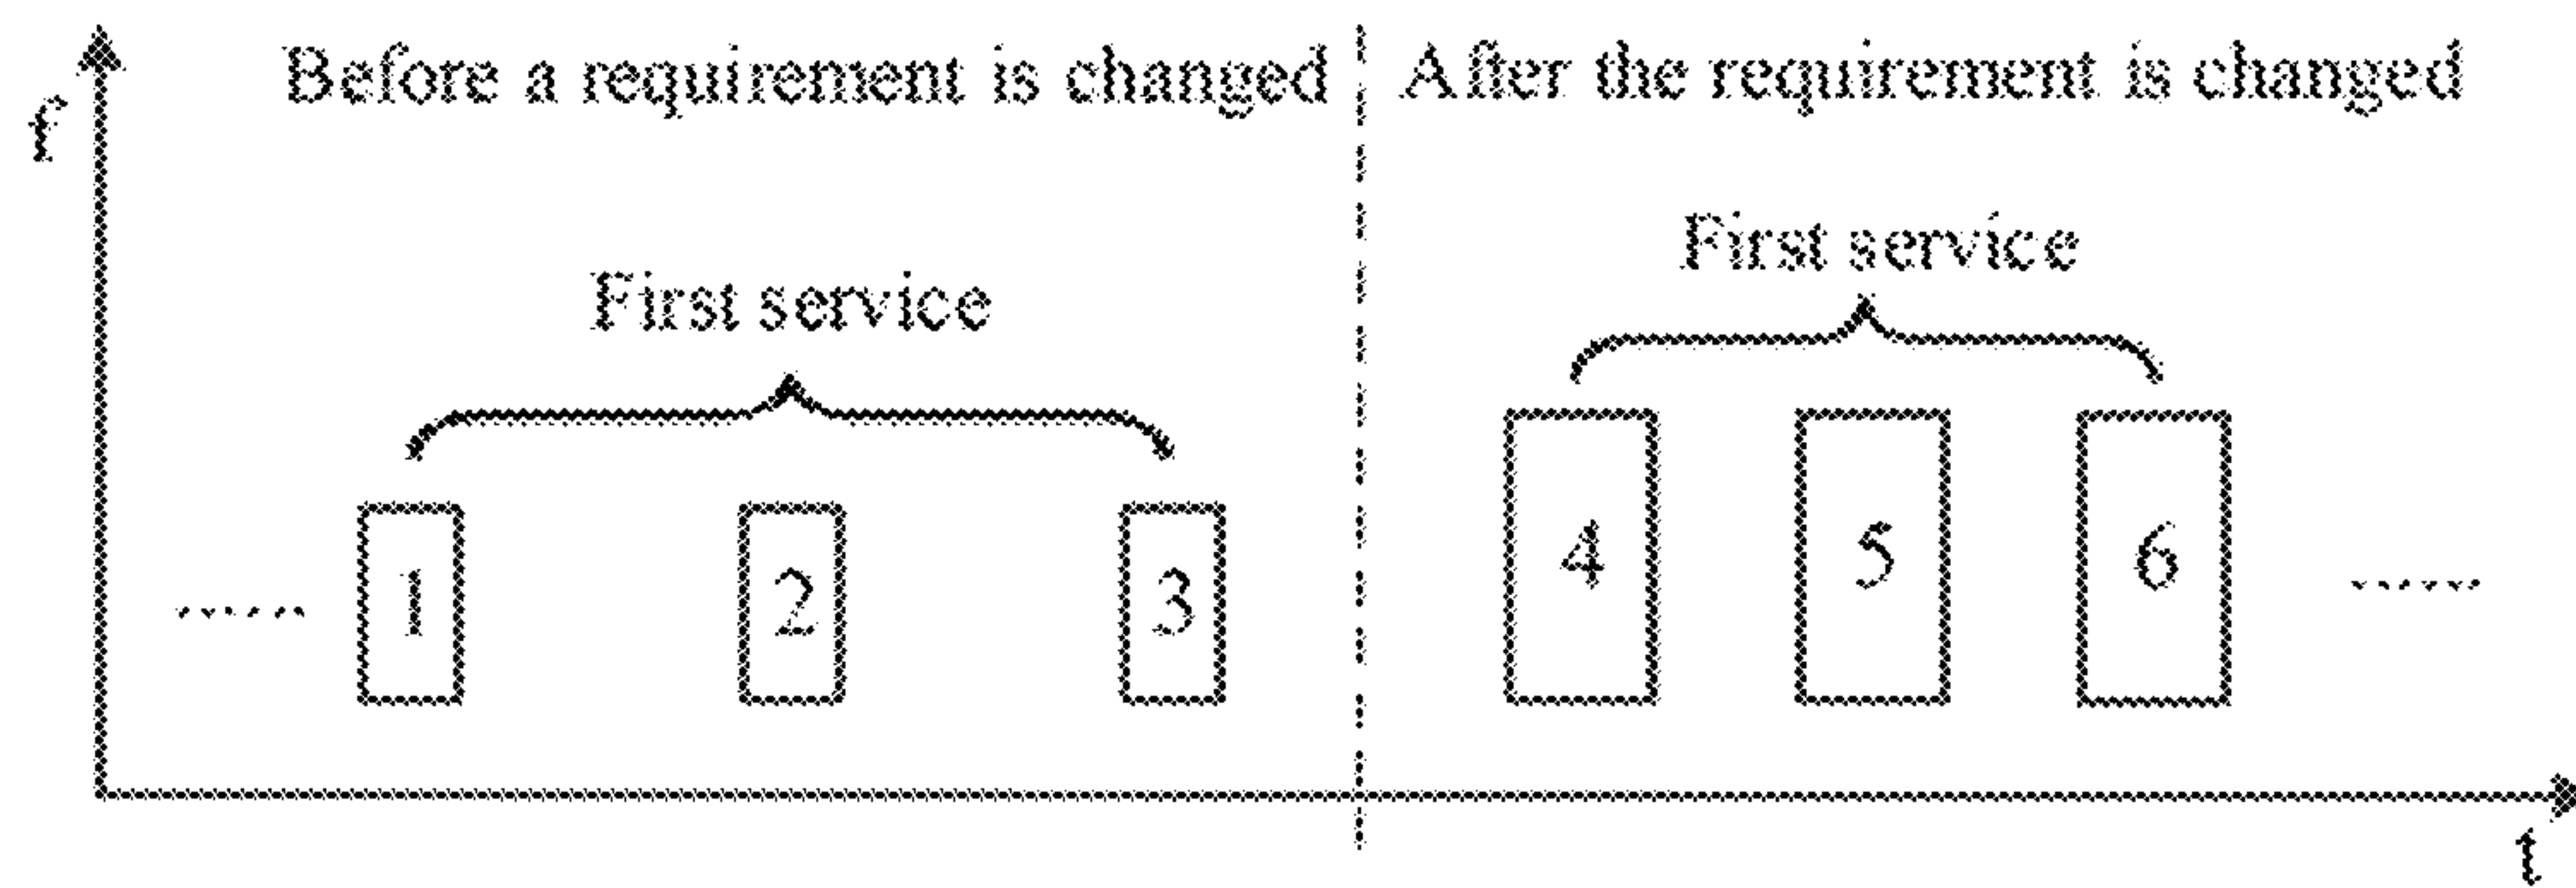 f
Before a requirement is changed
After the requirement is changed
First service
First service
1
2
3
4
5
6
......
......
t